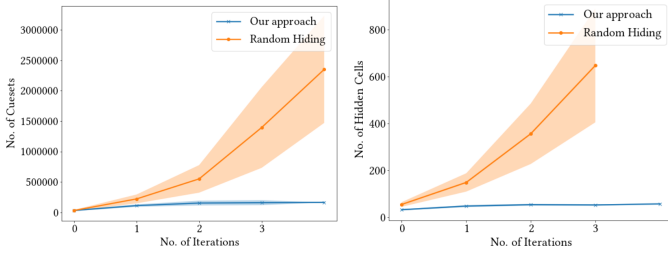 Our approach
Random Hiding
No. of Cuesets
3000000
2500000
2000000
1500000
1000000
500000
0
0 1 2 3
No. of Iterations
Our approach
Random Hiding
No. of Hidden Cells
800
600
400
200
0
0 1 2 3
No. of Iterations